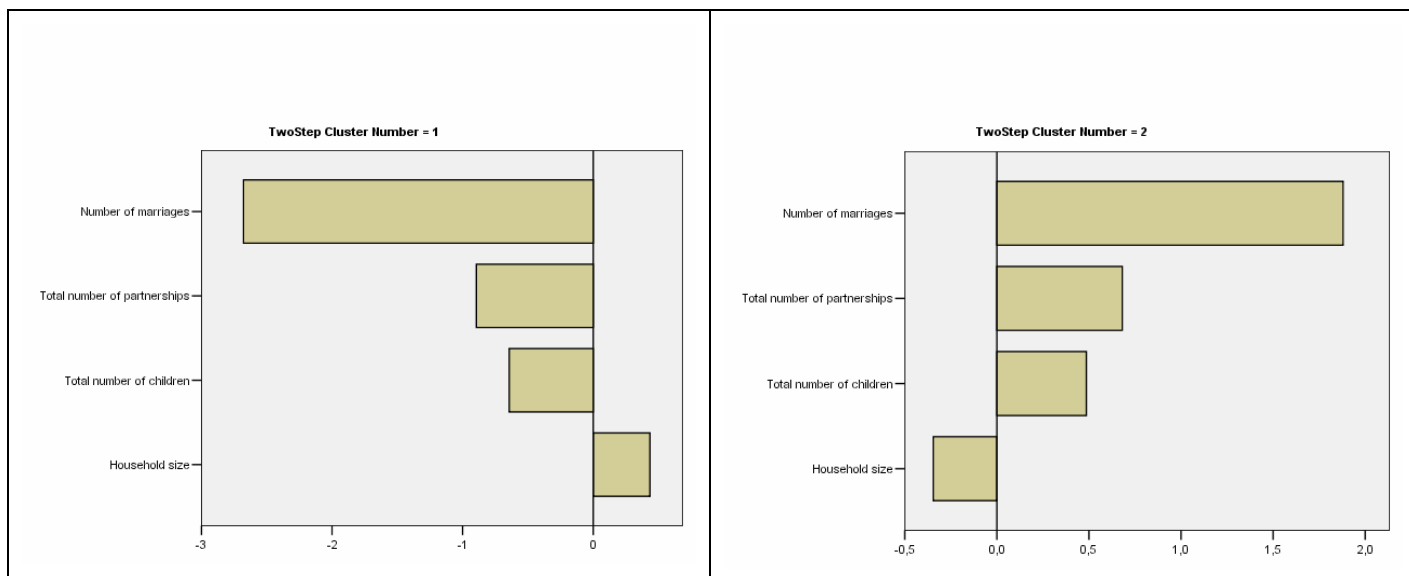 TwoStep Cluster Number = 1
Number of marriages
Total number of partnerships
Total number of children
Household size
-3
-2
-1
0
TwoStep Cluster Number = 2
Number of marriages
Total number of partnerships
Total number of children
Household size
-0,5
0,0
0,5
1,0
1,5
2,0